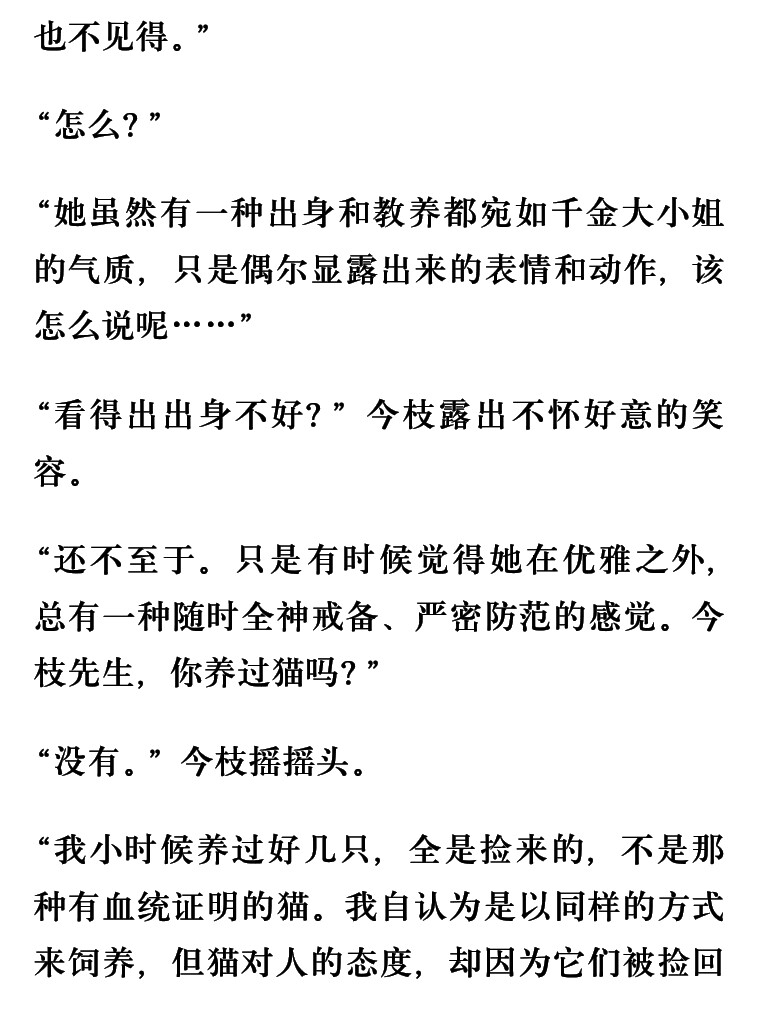 也不见得。”
“怎么？”
“她虽然有一种出身和教养都宛如千金大小姐
的气质，只是偶尔显露出来的表情和动作，该
怎么说呢……”
“看得出出身不好？”今枝露出不怀好意的笑
容。
“还不至于。只是有时候觉得她在优雅之外，
总有一种随时全神戒备、严密防范的感觉。今
枝先生，你养过猫吗？”
“没有。”今枝摇摇头。
“我小时候养过好几只，全是捡来的，不是那
种有血统证明的猫。我自认为是以同样的方式
来饲养，但猫对人的态度，却因为它们被捡回